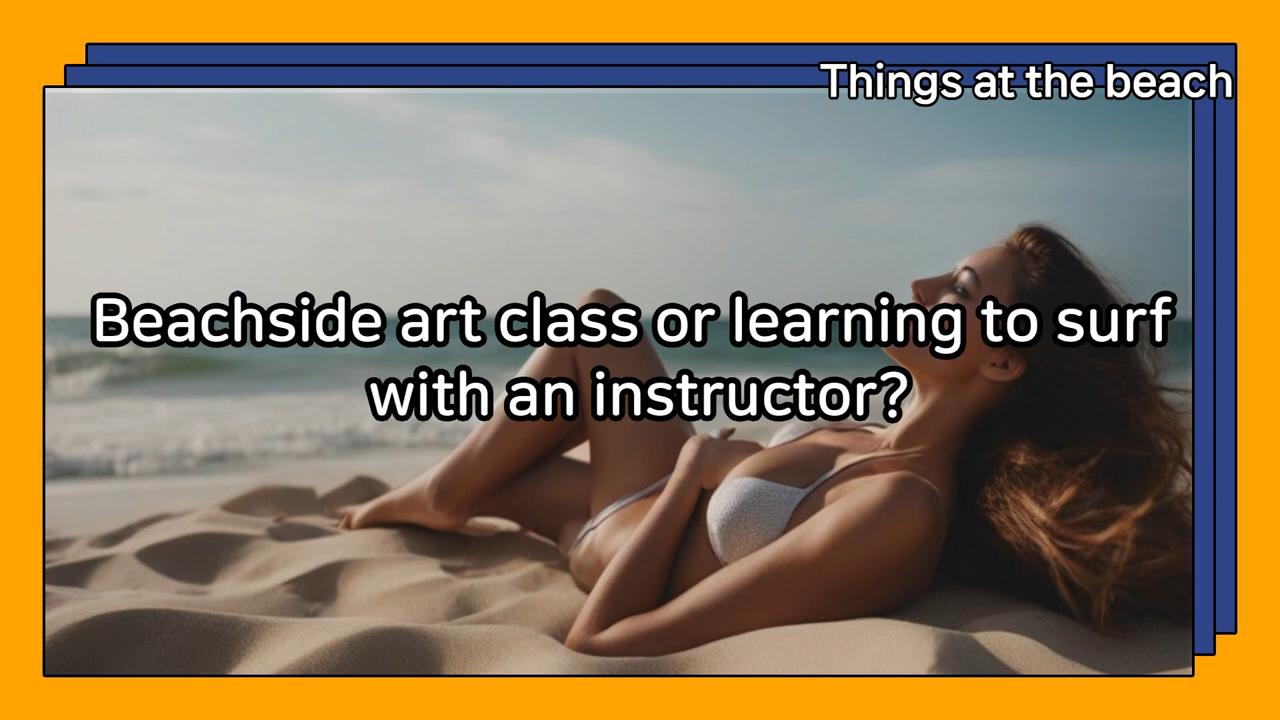 Things at the beach
Beachside art class or learning to surf
with an instructor?